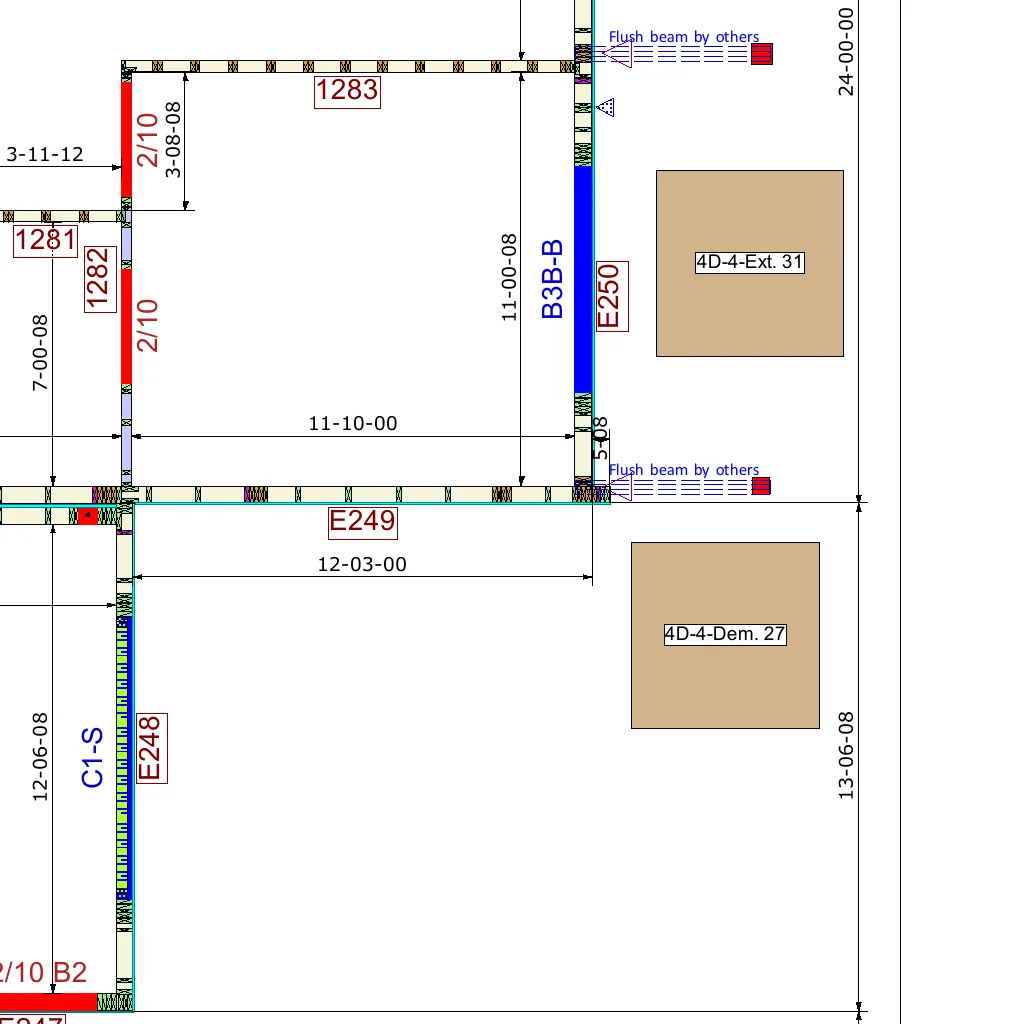 Flush beam by others
24-00-00
1283
2/10
3-08-08
3-11-12
1281
1282
11-00-08
B3B-B
E250
4D-4-Ext. 31
2/10
7-00-08
11-10-00
5-08
Flush beam by others
E249
12-03-00
4D-4-Dem. 27
12-06-08
C1-S
E248
13-06-08
2/10 B2
E247